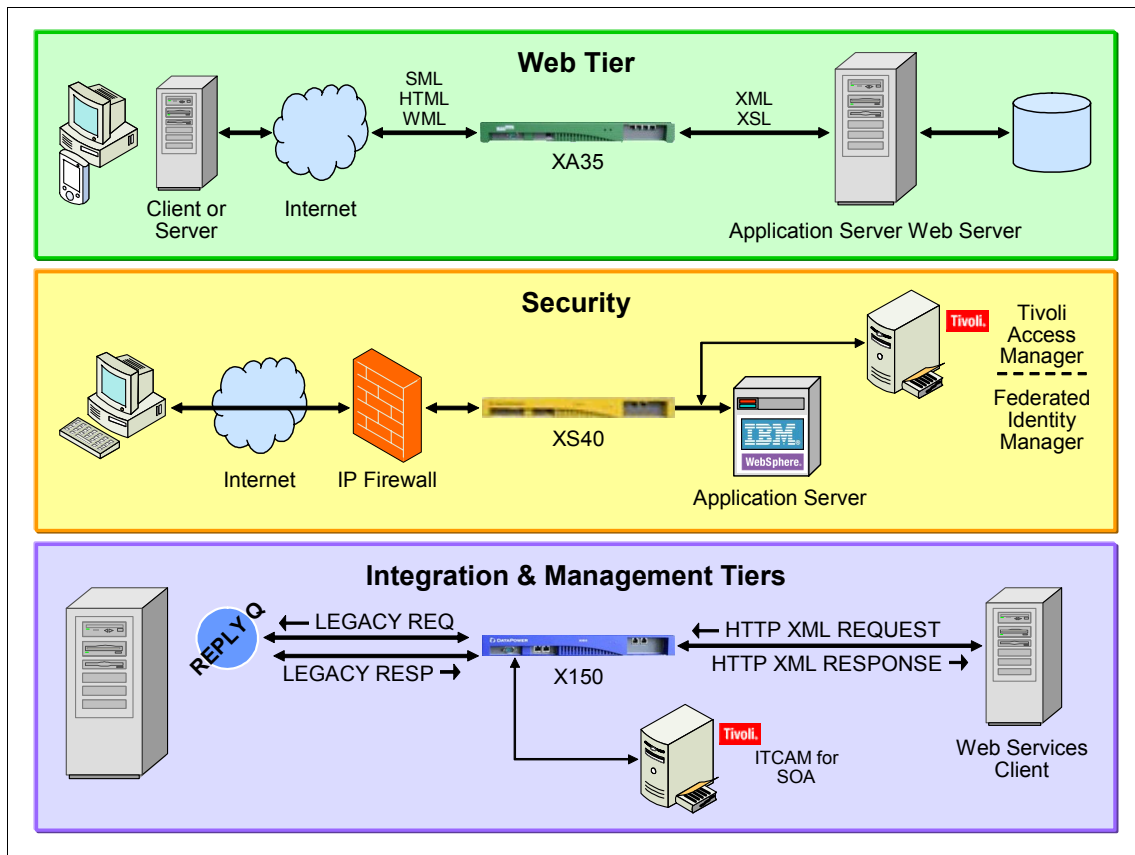 Web Tier
SML
HTML
WML
XML
XSL
XA35
Client or
Server
Internet
Application Server Web Server
Security
Tivoli.
Tivoli
Access
Manager
Federated
Identity
Manager
XS40
IBM.
WebSphere.
Internet
IP Firewall
Application Server
Integration & Management Tiers
REPLY Q
LEGACY REQ
LEGACY RESP
DATAPOWER
X150
HTTP XML REQUEST
HTTP XML RESPONSE
Tivoli.
ITCAM for
SOA
Web Services
Client